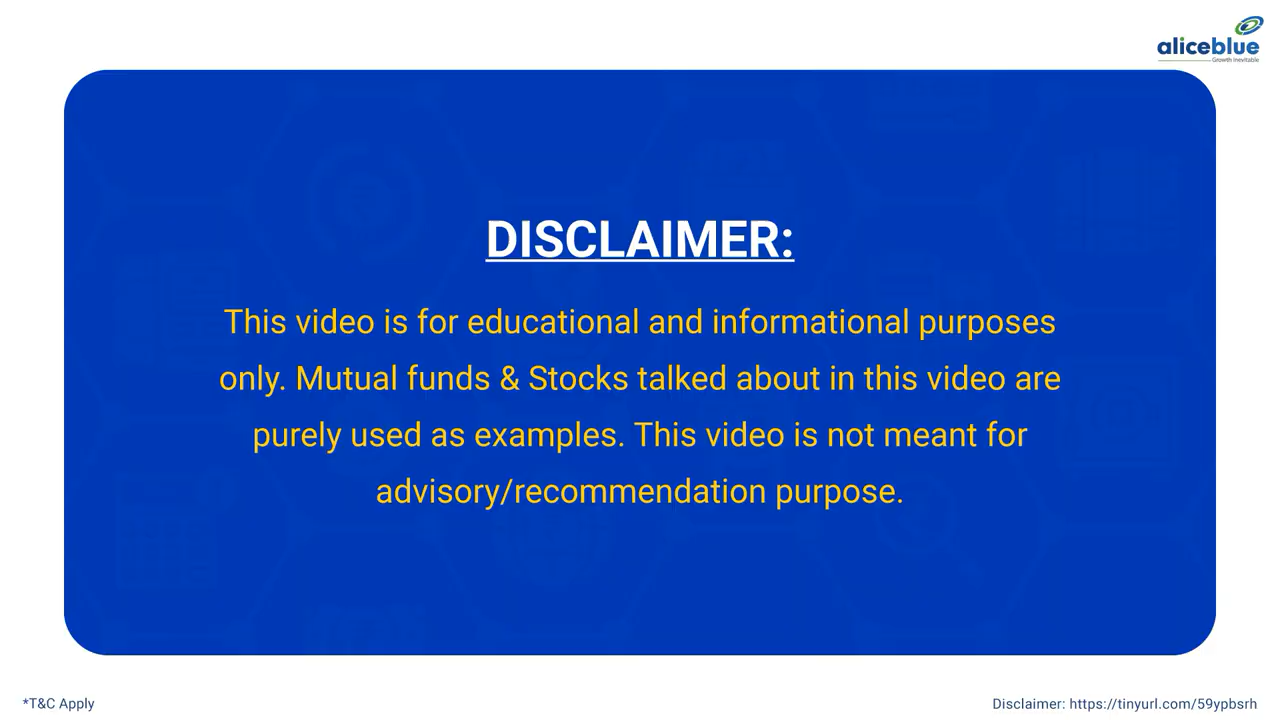 aliceblue
Growth Inevitable
DISCLAIMER:
This video is for educational and informational purposes
only. Mutual funds & Stocks talked about in this video are
purely used as examples. This video is not meant for
advisory/recommendation purpose.
*T&C Apply
Disclaimer: https://tinyurl.com/59ypbsrh